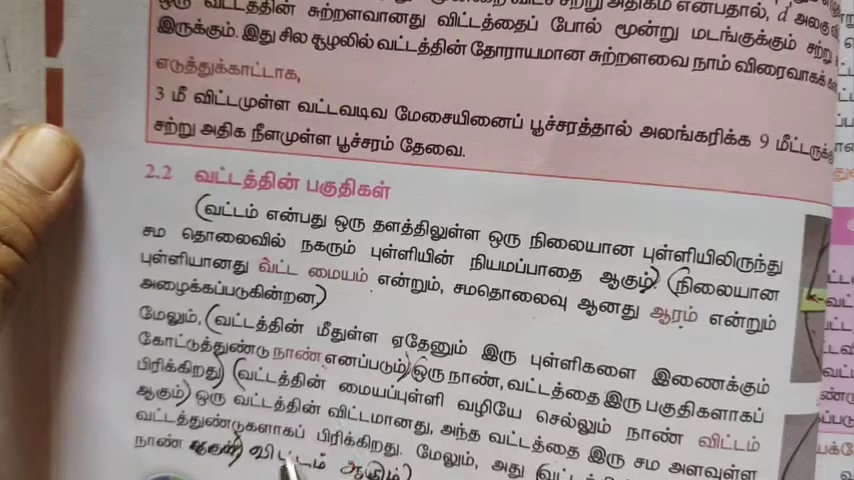 வட்டத்தின் சுற்றளவானது விட்டத்தைப் போல் மூன்று மடங்குக்கும் சற்று
இருக்கும். இது சில சூழலில் வட்டத்தின் தோராயமான சுற்றளவை நாம் விரைவாகக்
எடுத்துக்காட்டாக,
3 மீ விட்டமுள்ள வட்டவடிவ மேசையினைப் பூச்சரத்தால் அலங்கரிக்க 9 மீட்டருக்கு
சற்று அதிக நீளமுள்ள பூச்சரம் தேவை.
2.2 வட்டத்தின் பகுதிகள்
(வட்டம் என்பது ஒரு தளத்திலுள்ள ஒரு நிலையான புள்ளியிலிருந்து
சம தொலைவில் நகரும் புள்ளியின் நியமப்பாதை ஆகும்) (நிலையான
புள்ளியானது வட்ட மையம் என்றும், சமதொலைவு ஆனது ஆரம் என்றும்
அழைக்கப்படுகின்றன)
மேலும், (வட்டத்தின் மீதுள்ள ஏதேனும் இரு புள்ளிகளை இணைக்கும்
கோட்டுத்துண்டு நாண் எனப்படும்) (ஒரு நாண், வட்டத்தை இரு பகுதிகளாகப்
பிரிக்கிறது) (வட்டத்தின் மையப்புள்ளி வழியே செல்லும் நாண் விட்டம்
ஆகும்) ஒரு வட்டத்தின் விட்டமானது, அந்த வட்டத்தை இரு சம அளவுள்ள
வட்டத்துண்டுகளாகப் பிரிக்கிறது. மேலும், அது (வட்டத்தின்
நாண் ஆகும்) விட்டம் ஆகும்)